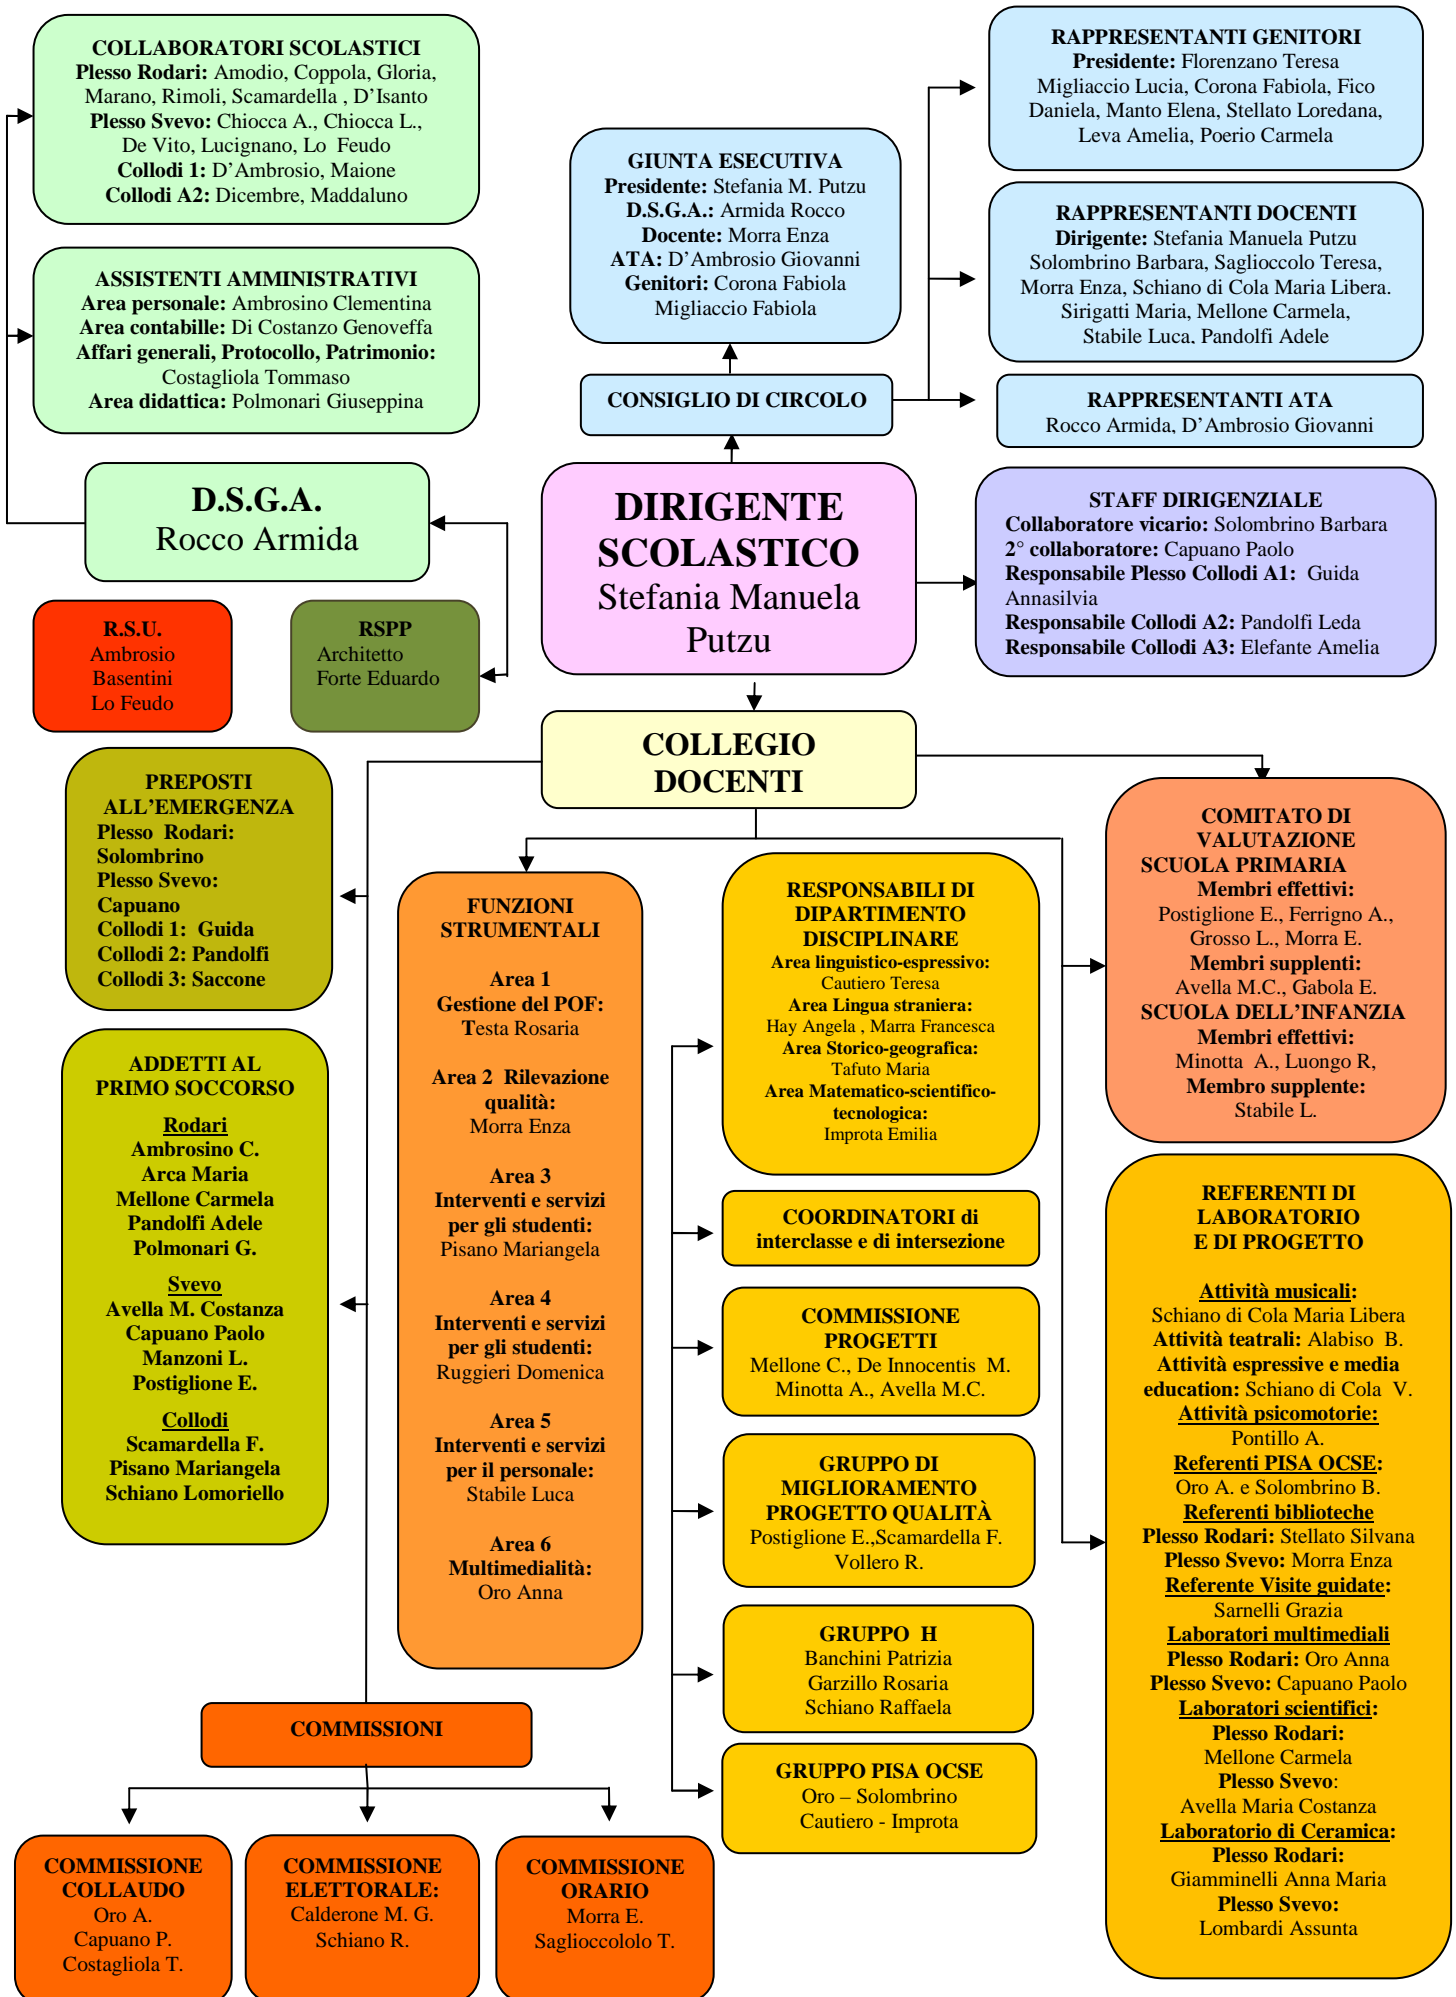 COLLABORATORI SCOLASTICI
Plesso Rodari: Amodio, Coppola, Gloria,
Marano, Rimoli, Scamardella , D'Isanto
Plesso Svevo: Chiocca A., Chiocca L.,
De Vito, Lucignano, Lo Feudo
Collodi 1: D'Ambrosio, Maione
Collodi A2: Dicembre, Maddaluno
ASSISTENTI AMMINISTRATIVI
Area personale: Ambrosino Clementina
Area contabille: Di Costanzo Genoveffa
Affari generali, Protocollo, Patrimonio:
Costagliola Tommaso
Area didattica: Polmonari Giuseppina
GIUNTA ESECUTIVA
Presidente: Stefania M. Putzu
D.S.G.A.: Armida Rocco
Docente: Morra Enza
ATA: D'Ambrosio Giovanni
Genitori: Corona Fabiola
Migliaccio Fabiola
RAPPRESENTANTI GENITORI
Presidente: Florenzano Teresa
Migliaccio Lucia, Corona Fabiola, Fico
Daniela, Manto Elena, Stellato Loredana,
Leva Amelia, Poerio Carmela
RAPPRESENTANTI DOCENTI
Dirigente: Stefania Manuela Putzu
Solombrino Barbara, Saglioccolo Teresa,
Morra Enza, Schiano di Cola Maria Libera.
Sirigatti Maria, Mellone Carmela,
Stabile Luca, Pandolfi Adele
CONSIGLIO DI CIRCOLO
RAPPRESENTANTI ATA
Rocco Armida, D'Ambrosio Giovanni
D.S.G.A.
Rocco Armida
DIRIGENTE
SCOLASTICO
Stefania Manuela
Putzu
STAFF DIRIGENZIALE
Collaboratore vicario: Solombrino Barbara
2° collaboratore: Capuano Paolo
Responsabile Plesso Collodi A1: Guida
Annasilvia
Responsabile Collodi A2: Pandolfi Leda
Responsabile Collodi A3: Elefante Amelia
R.S.U.
Ambrosio
Basentini
Lo Feudo
RSPP
Architetto
Forte Eduardo
COLLEGIO
DOCENTI
PREPOSTI
ALL'EMERGENZA
Plesso Rodari:
Solombrino
Plesso Svevo:
Capuano
Collodi 1: Guida
Collodi 2: Pandolfi
Collodi 3: Saccone
ADDETTI AL
PRIMO SOCCORSO
Rodari
Ambrosino C.
Arca Maria
Mellone Carmela
Pandolfi Adele
Polmonari G.
Svevo
Avella M. Costanza
Capuano Paolo
Manzoni L.
Postiglione E.
Collodi
Scamardella F.
Pisano Mariangela
Schiano Lomoriello
FUNZIONI
STRUMENTALI
Area 1
Gestione del POF:
Testa Rosaria
Area 2 Rilevazione
qualità:
Morra Enza
Area 3
Interventi e servizi
per gli studenti:
Pisano Mariangela
Area 4
Interventi e servizi
per gli studenti:
Ruggieri Domenica
Area 5
Interventi e servizi
per il personale:
Stabile Luca
Area 6
Multimedialità:
Oro Anna
RESPONSABILI DI
DIPARTIMENTO
DISCIPLINARE
Area linguistico-espressivo:
Cautiero Teresa
Area Lingua straniera:
Hay Angela , Marra Francesca
Area Storico-geografica:
Tafuto Maria
Area Matematico-scientifico-
tecnologica:
Improta Emilia
COORDINATORI di
interclasse e di intersezione
COMMISSIONE
PROGETTI
Mellone C., De Innocentis M.
Minotta A., Avella M.C.
GRUPPO DI
MIGLIORAMENTO
PROGETTO QUALITÀ
Postiglione E.,Scamardella F.
Vollero R.
GRUPPO H
Banchini Patrizia
Garzillo Rosaria
Schiano Raffaela
GRUPPO PISA OCSE
Oro – Solombrino
Cautiero - Improta
COMITATO DI
VALUTAZIONE
SCUOLA PRIMARIA
Membri effettivi:
Postiglione E., Ferrigno A.,
Grosso L., Morra E.
Membri supplenti:
Avella M.C., Gabola E.
SCUOLA DELL'INFANZIA
Membri effettivi:
Minotta A., Luongo R,
Membro supplente:
Stabile L.
REFERENTI DI
LABORATORIO
E DI PROGETTO
Attività musicali:
Schiano di Cola Maria Libera
Attività teatrali: Alabiso B.
Attività espressive e media
education: Schiano di Cola V.
Attività psicomotorie:
Pontillo A.
Referenti PISA OCSE:
Oro A. e Solombrino B.
Referenti biblioteche
Plesso Rodari: Stellato Silvana
Plesso Svevo: Morra Enza
Referente Visite guidate:
Sarnelli Grazia
Laboratori multimediali
Plesso Rodari: Oro Anna
Plesso Svevo: Capuano Paolo
Laboratori scientifici:
Plesso Rodari:
Mellone Carmela
Plesso Svevo:
Avella Maria Costanza
Laboratorio di Ceramica:
Plesso Rodari:
Giamminelli Anna Maria
Plesso Svevo:
Lombardi Assunta
COMMISSIONI
COMMISSIONE
COLLAUDO
Oro A.
Capuano P.
Costagliola T.
COMMISSIONE
ELETTORALE:
Calderone M. G.
Schiano R.
COMMISSIONE
ORARIO
Morra E.
Saglioccololo T.